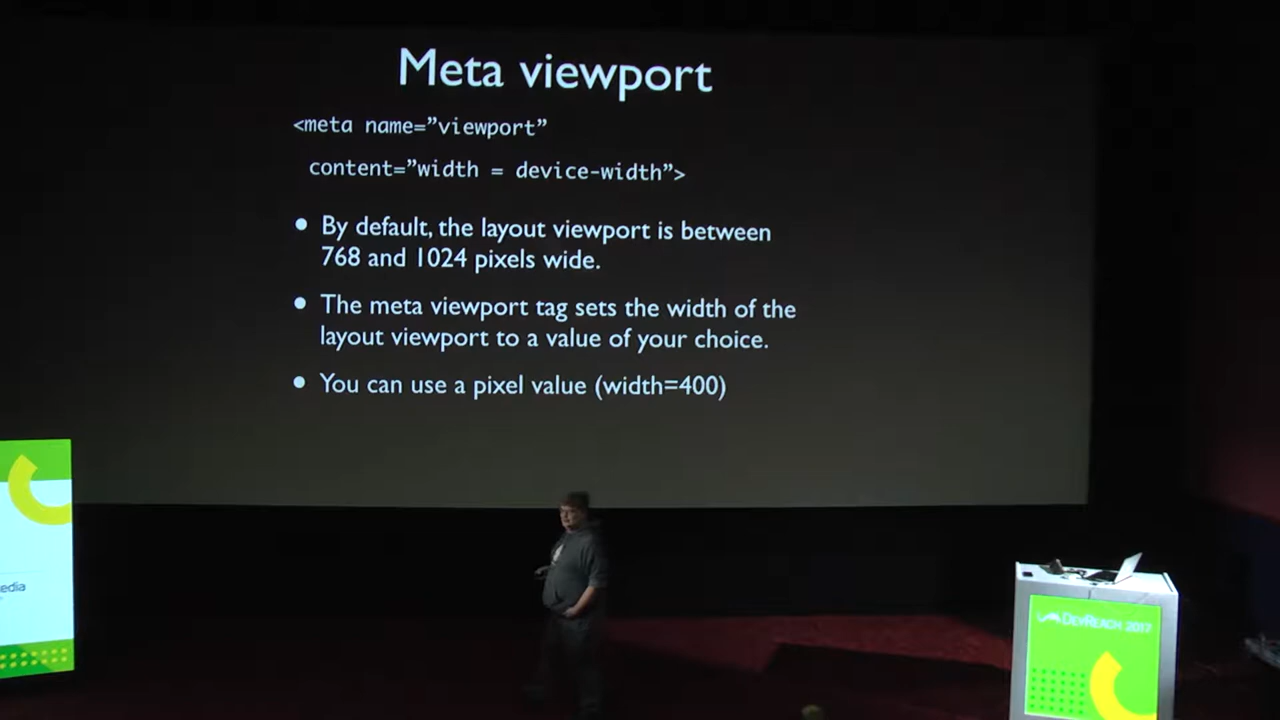 Meta viewport
<meta name=”viewport”
content=”width = device-width”>
• By default, the layout viewport is between
768 and 1024 pixels wide.
• The meta viewport tag sets the width of the
layout viewport to a value of your choice.
• You can use a pixel value (width=400)
edia
DEVREACH 2017